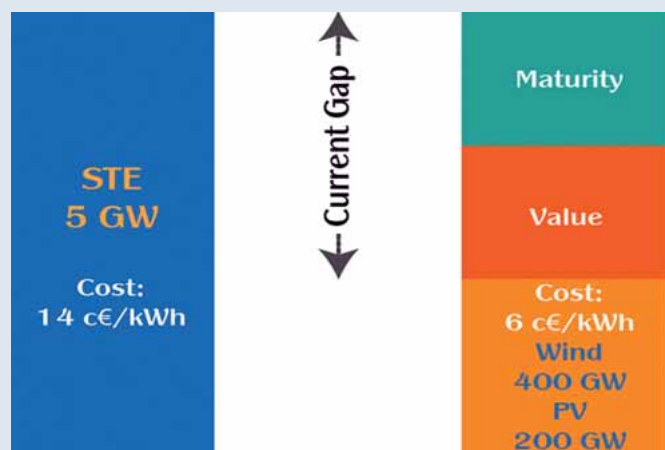 STE
5 GW
Cost:
14 c€/kWh
Current Gap
Maturity
Value
Cost:
6 c€/kWh
Wind
400 GW
PV
200 GW